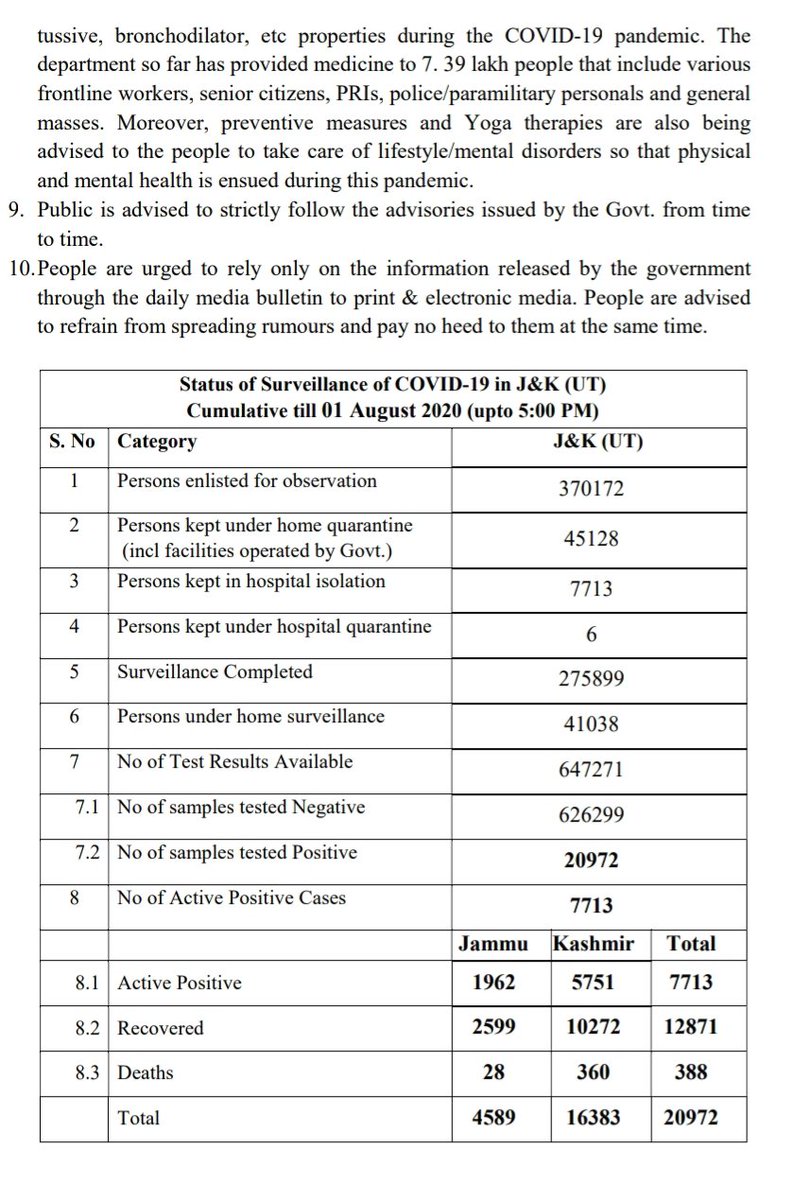 tussive, bronchodilator, etc properties during the COVID-19 pandemic. The
department so far has provided medicine to 7. 39 lakh people that include various
frontline workers, senior citizens, PRIs, police/paramilitary personals and general
masses. Moreover, preventive measures and Yoga therapies are also being
advised to the people to take care of lifestyle/mental disorders so that physical
and mental health is ensued during this pandemic.
9. Public is advised to strictly follow the advisories issued by the Govt. from time
to time.
10.People are urged to rely only on the information released by the government
through the daily media bulletin to print & electronic media. People are advised
to refrain from spreading rumours and pay no heed to them at the same time.
Status of Surveillance of COVID-19 in J&K (UT)
Cumulative till 01 August 2020 (upto 5:00 PM)
S. No Category J&K (UT)
1 Persons enlisted for observation 370172
2 Persons kept under home quarantine
(incl facilities operated by Govt.) 45128
3 Persons kept in hospital isolation 7713
4 Persons kept under hospital quarantine 6
5 Surveillance Completed 275899
6 Persons under home surveillance 41038
7 No of Test Results Available 647271
7.1 No of samples tested Negative 626299
7.2 No of samples tested Positive 20972
8 No of Active Positive Cases 7713
Jammu Kashmir Total
8.1 Active Positive 1962 5751 7713
8.2 Recovered 2599 10272 12871
8.3 Deaths 28 360 388
Total 4589 16383 20972